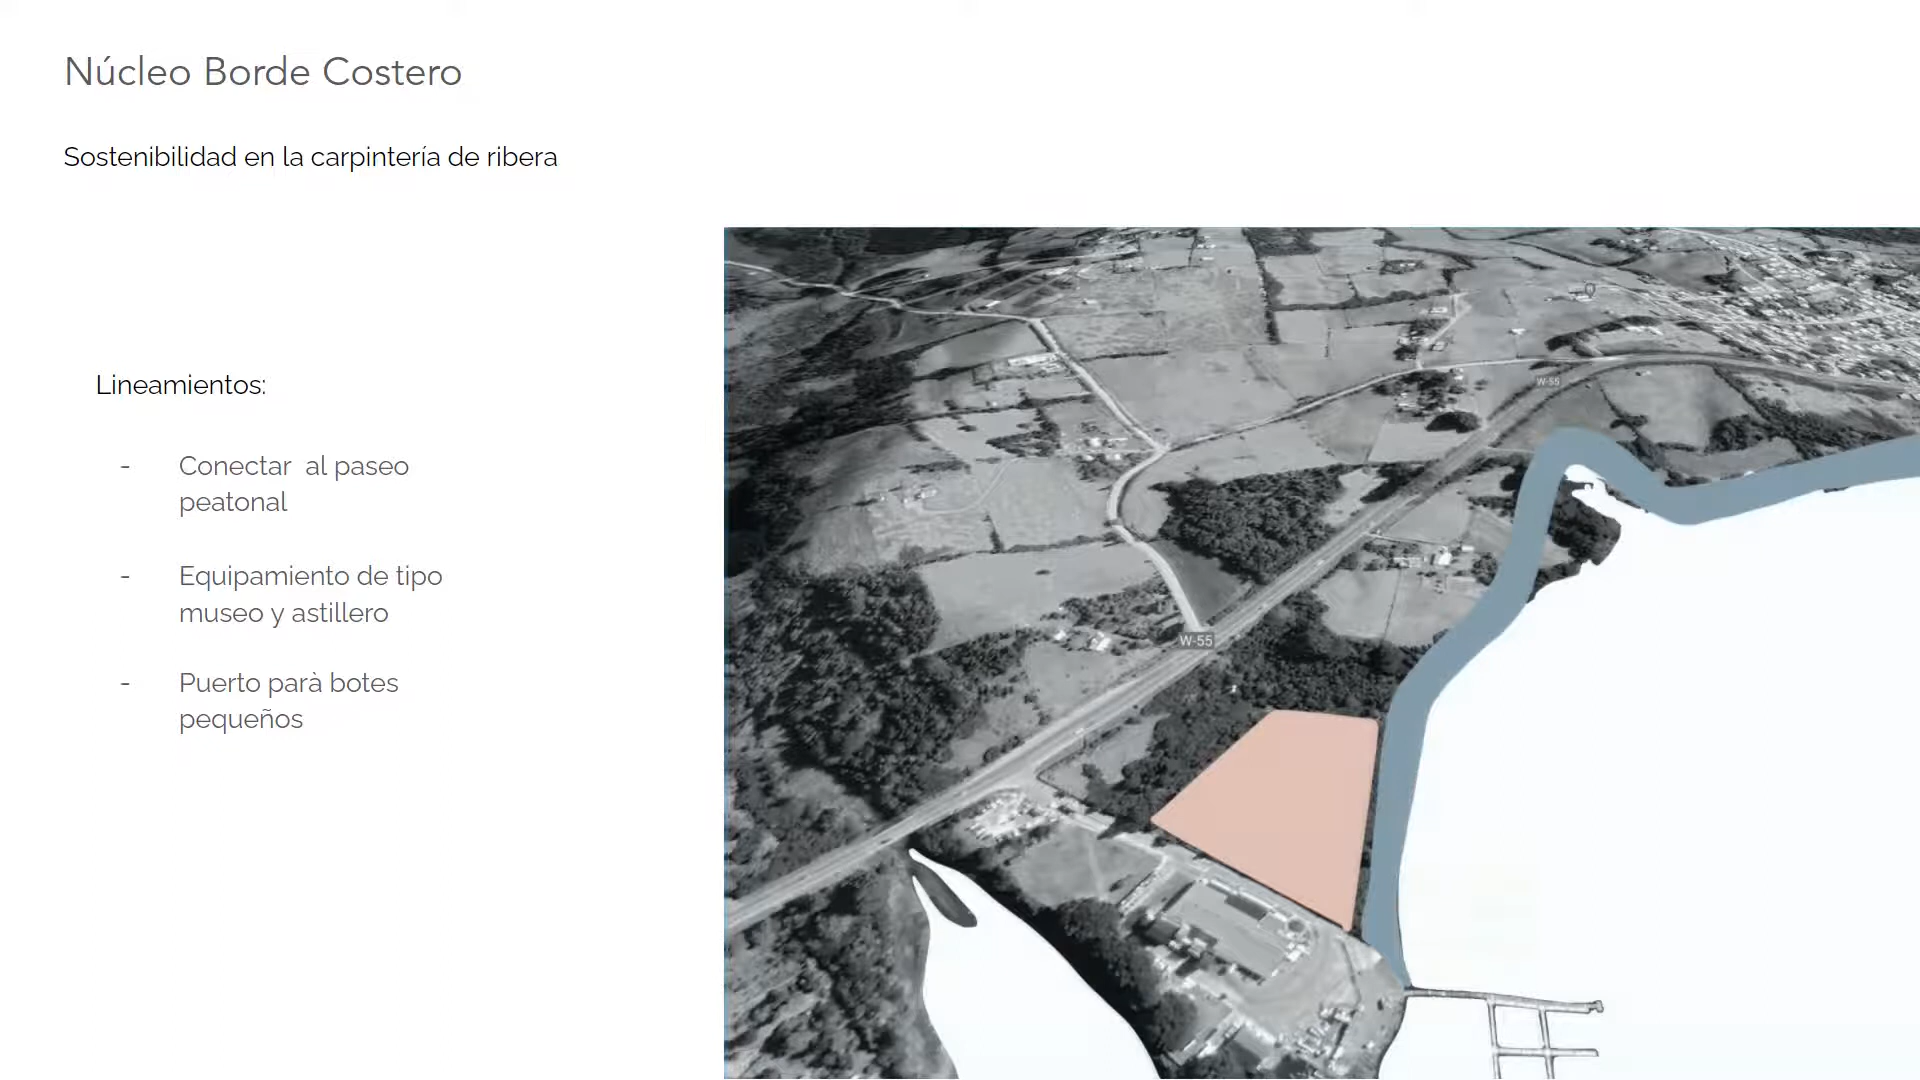 Núcleo Borde Costero
Sostenibilidad en la carpintería de ribera
Lineamientos:
- Conectar  al paseo
peatonal
- Equipamiento de tipo
museo y astillero
- Puerto parà botes
pequeños
W-55
W-55